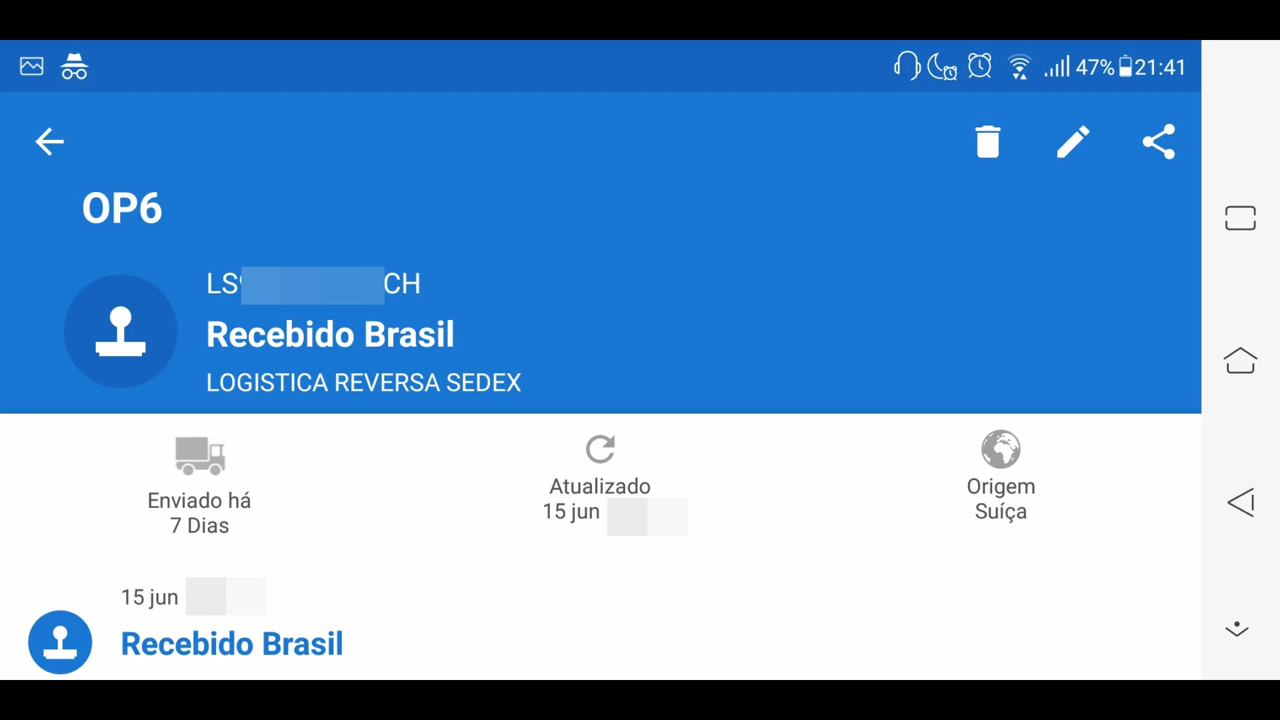 47% 21:41
OP6
LS CH
Recebido Brasil
LOGISTICA REVERSA SEDEX
Enviado há
7 Dias
Atualizado
15 jun
Origem
Suíça
15 jun
Recebido Brasil